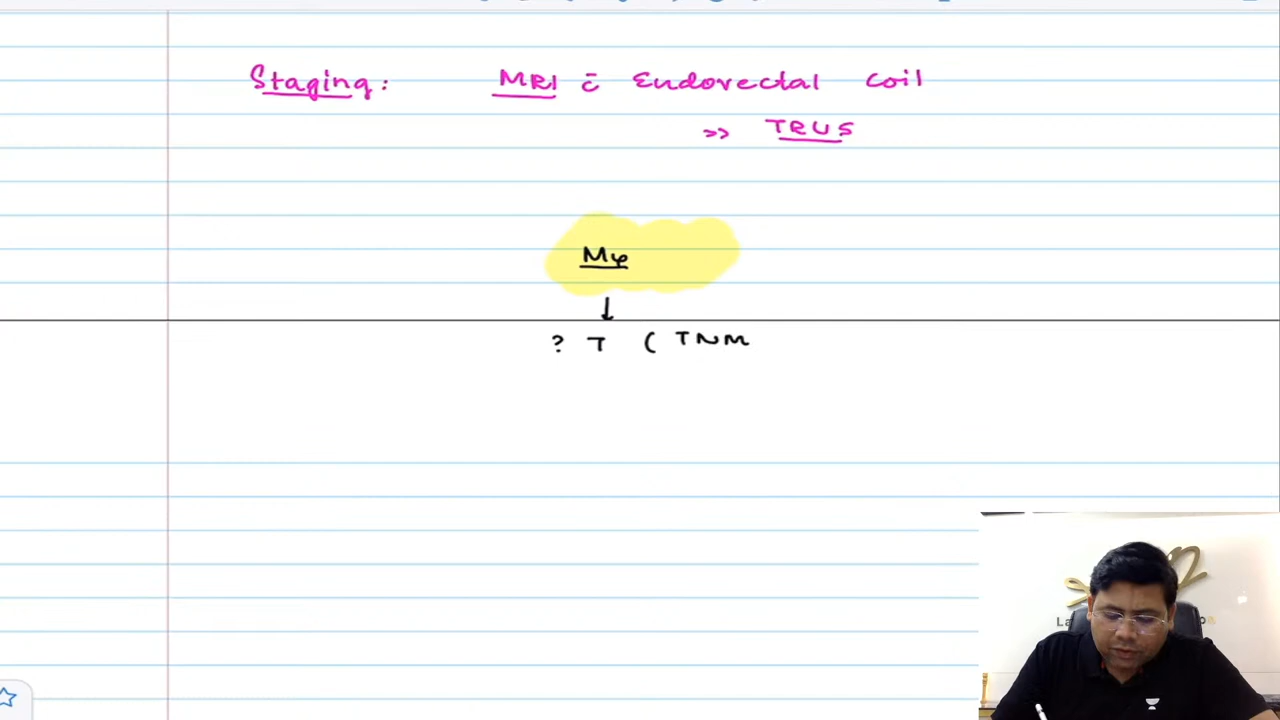 Staging: MRI c̄ Endorectal coil
>> TRUS
Mφ
↓
? T ( TNM